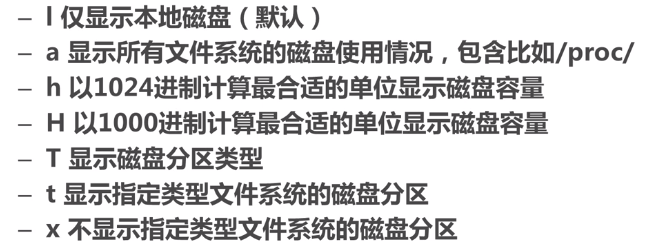 – l 仅显示本地磁盘（默认）
– a 显示所有文件系统的磁盘使用情况，包含比如/proc/
– h 以1024进制计算最合适的单位显示磁盘容量
– H 以1000进制计算最合适的单位显示磁盘容量
– T 显示磁盘分区类型
– t 显示指定类型文件系统的磁盘分区
– x 不显示指定类型文件系统的磁盘分区